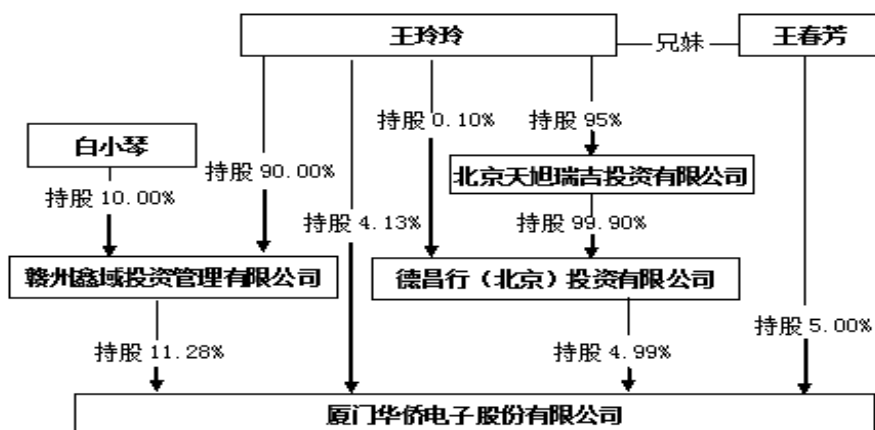 王玲玲
兄妹
王春芳
持股 0.10%
持股 95%
白小琴
北京天旭瑞吉投资有限公司
持股 90.00%
持股 10.00%
持股 4.13%
持股 99.90%
赣州鑫域投资管理有限公司
德昌行（北京）投资有限公司
持股 5.00%
持股 11.28%
持股 4.99%
厦门华侨电子股份有限公司